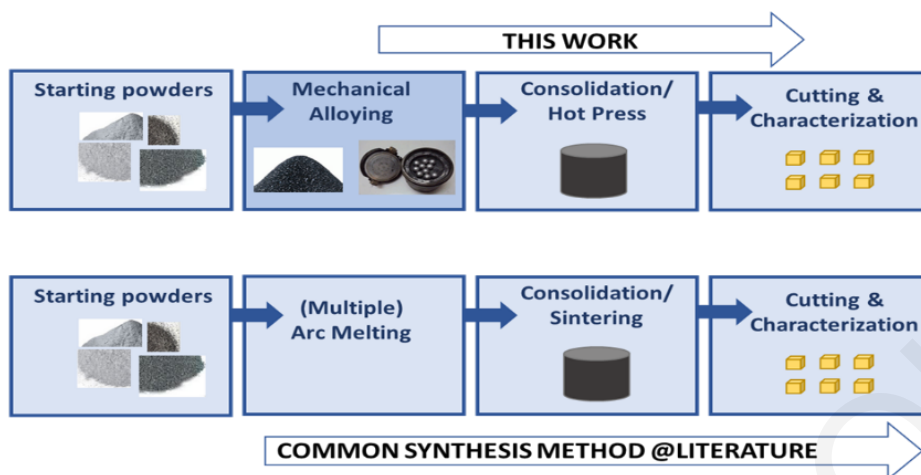 THIS WORK
Starting powders
Mechanical
Alloying
Consolidation/
Hot Press
Cutting &
Characterization
Starting powders
(Multiple)
Arc Melting
Consolidation/
Sintering
Cutting &
Characterization
COMMON SYNTHESIS METHOD @LITERATURE